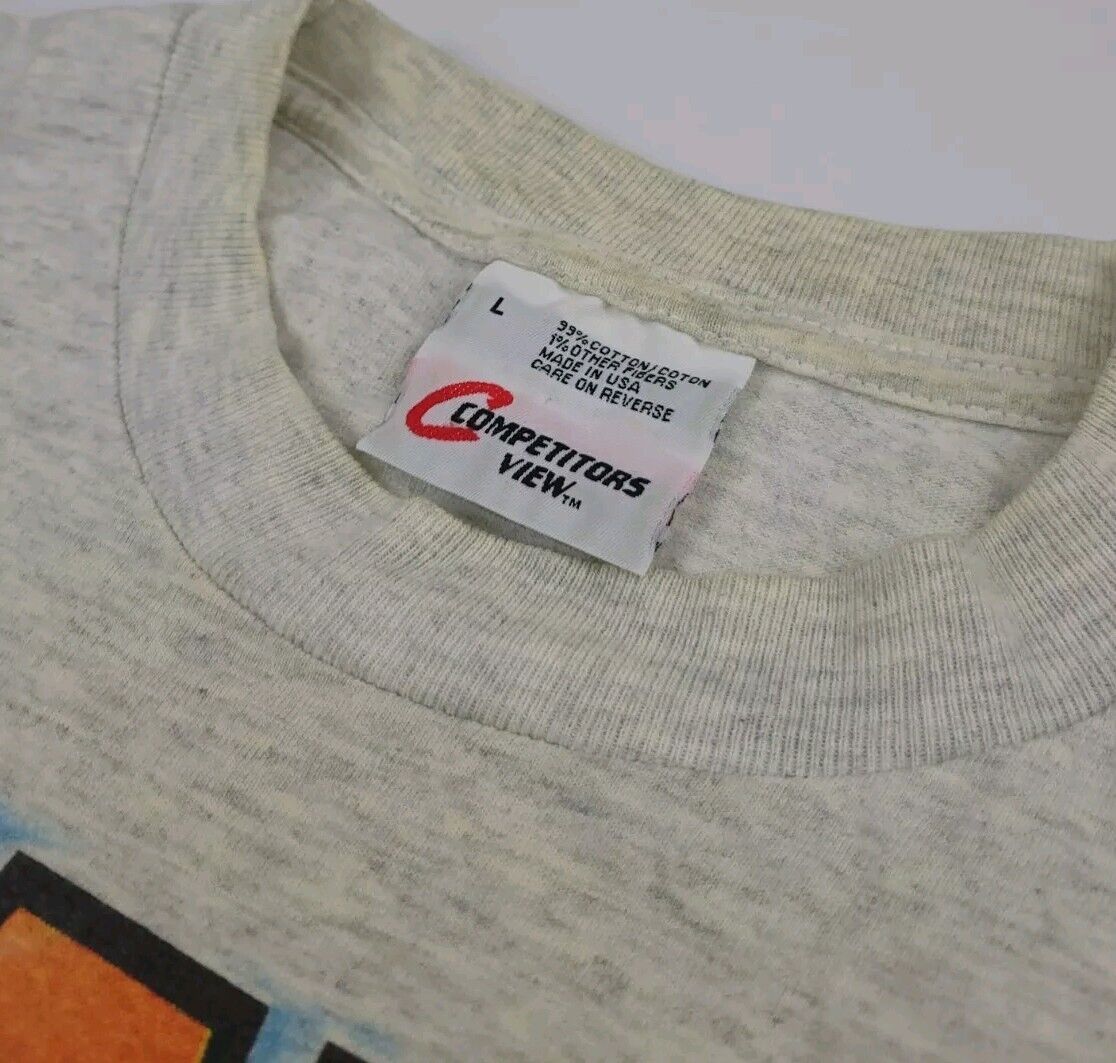 L
99% COTTON/COTON
1% OTHER FIBERS
MADE IN USA
CARE ON REVERSE
COMPETITORS
VIEW™